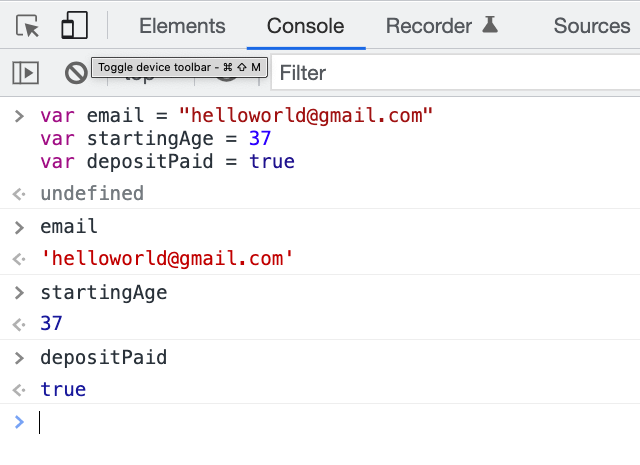 Elements Console Recorder Sources
Toggle device toolbar - ⌘ ⇧ M
Filter
> var email = "helloworld@gmail.com"
var startingAge = 37
var depositPaid = true
undefined
> email
'helloworld@gmail.com'
> startingAge
37
> depositPaid
true
>